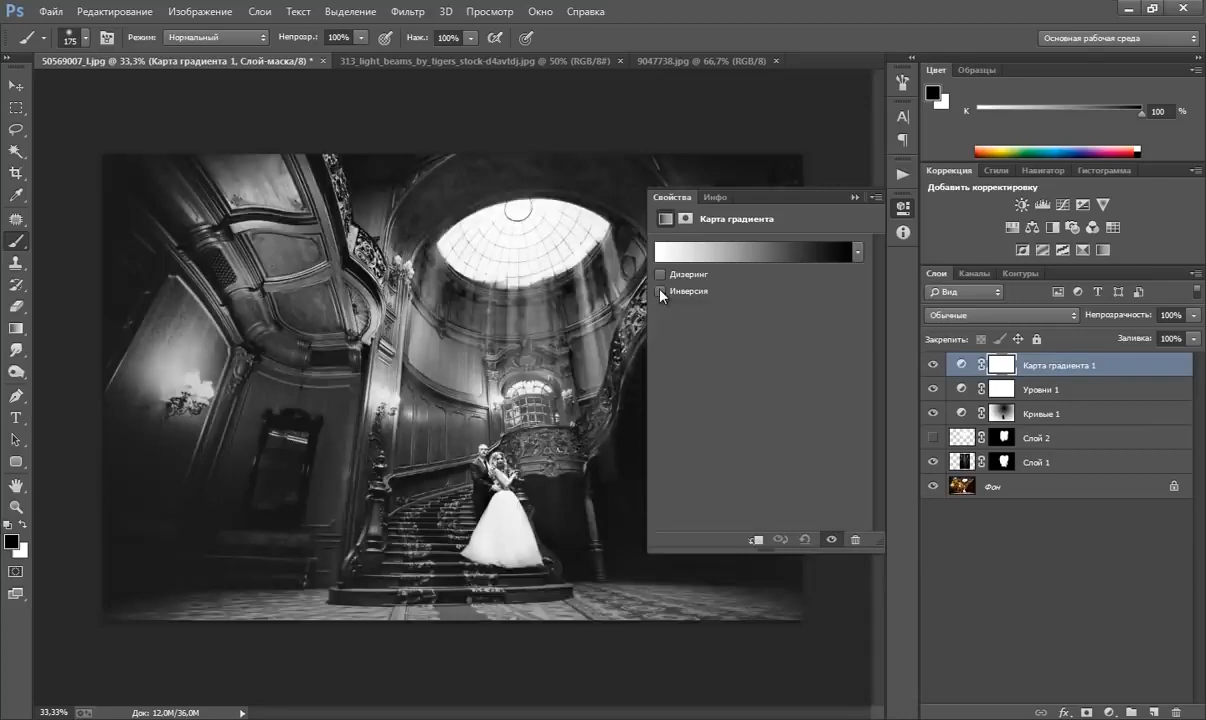 Ps Файл Редактирование Изображение Слои Текст Выделение Фильтр 3D Просмотр Окно Справка
175 Режим: Нормальный Непрозр.: 100% Наж.: 100% Основная рабочая среда
50569007_l.jpg @ 33,3% (Карта градиента 1, Слой-маска/8) * × 313_light_beams_by_tigers_stock-d4avtdj.jpg @ 50% (RGB/8#) × 9047738.jpg @ 66,7% (RGB/8) ×
Цвет Образцы
K 100 %
Коррекция Стили Навигатор Гистограмма
Добавить корректировку
Свойства Инфо
Карта градиента
Дизеринг
Инверсия
Слои Каналы Контуры
Вид
Обычные Непрозрачность: 100%
Закрепить: Заливка: 100%
Карта градиента 1
Уровни 1
Кривые 1
Слой 2
Слой 1
Фон
33,33% Док: 12,0M/36,0M